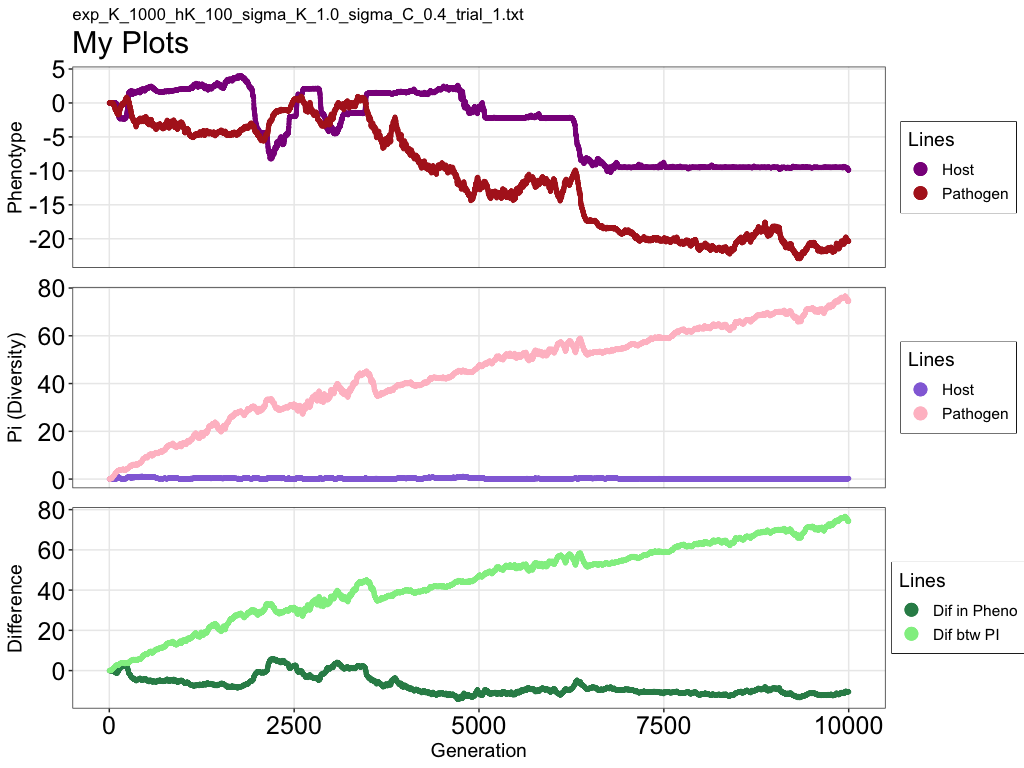 exp_K_1000_hK_100_sigma_K_1.0_sigma_C_0.4_trial_1.txt
My Plots
5
0
-5
-10
-15
-20
Phenotype
Lines
Host
Pathogen
80
60
40
20
0
Pi (Diversity)
Lines
Host
Pathogen
80
60
40
20
0
Difference
Lines
Dif in Pheno
Dif btw PI
0 2500 5000 7500 10000
Generation